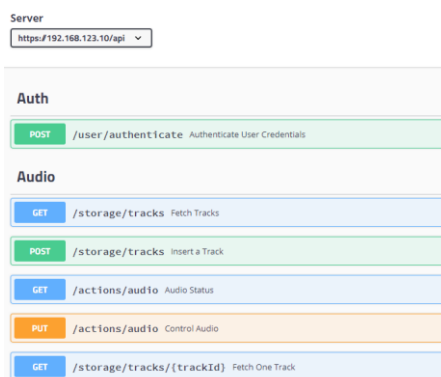 Server
https://192.168.123.10/api
Auth
POST /user/authenticate Authenticate User Credentials
Audio
GET /storage/tracks Fetch Tracks
POST /storage/tracks Insert a Track
GET /actions/audio Audio Status
PUT /actions/audio Control Audio
GET /storage/tracks/{trackId} Fetch One Track